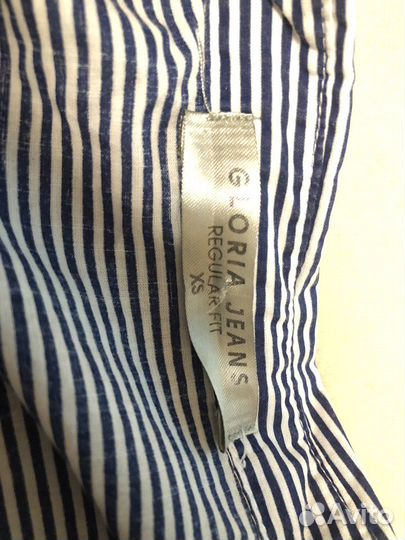 GLORIA JEANS
REGULAR FIT
XS
Avito